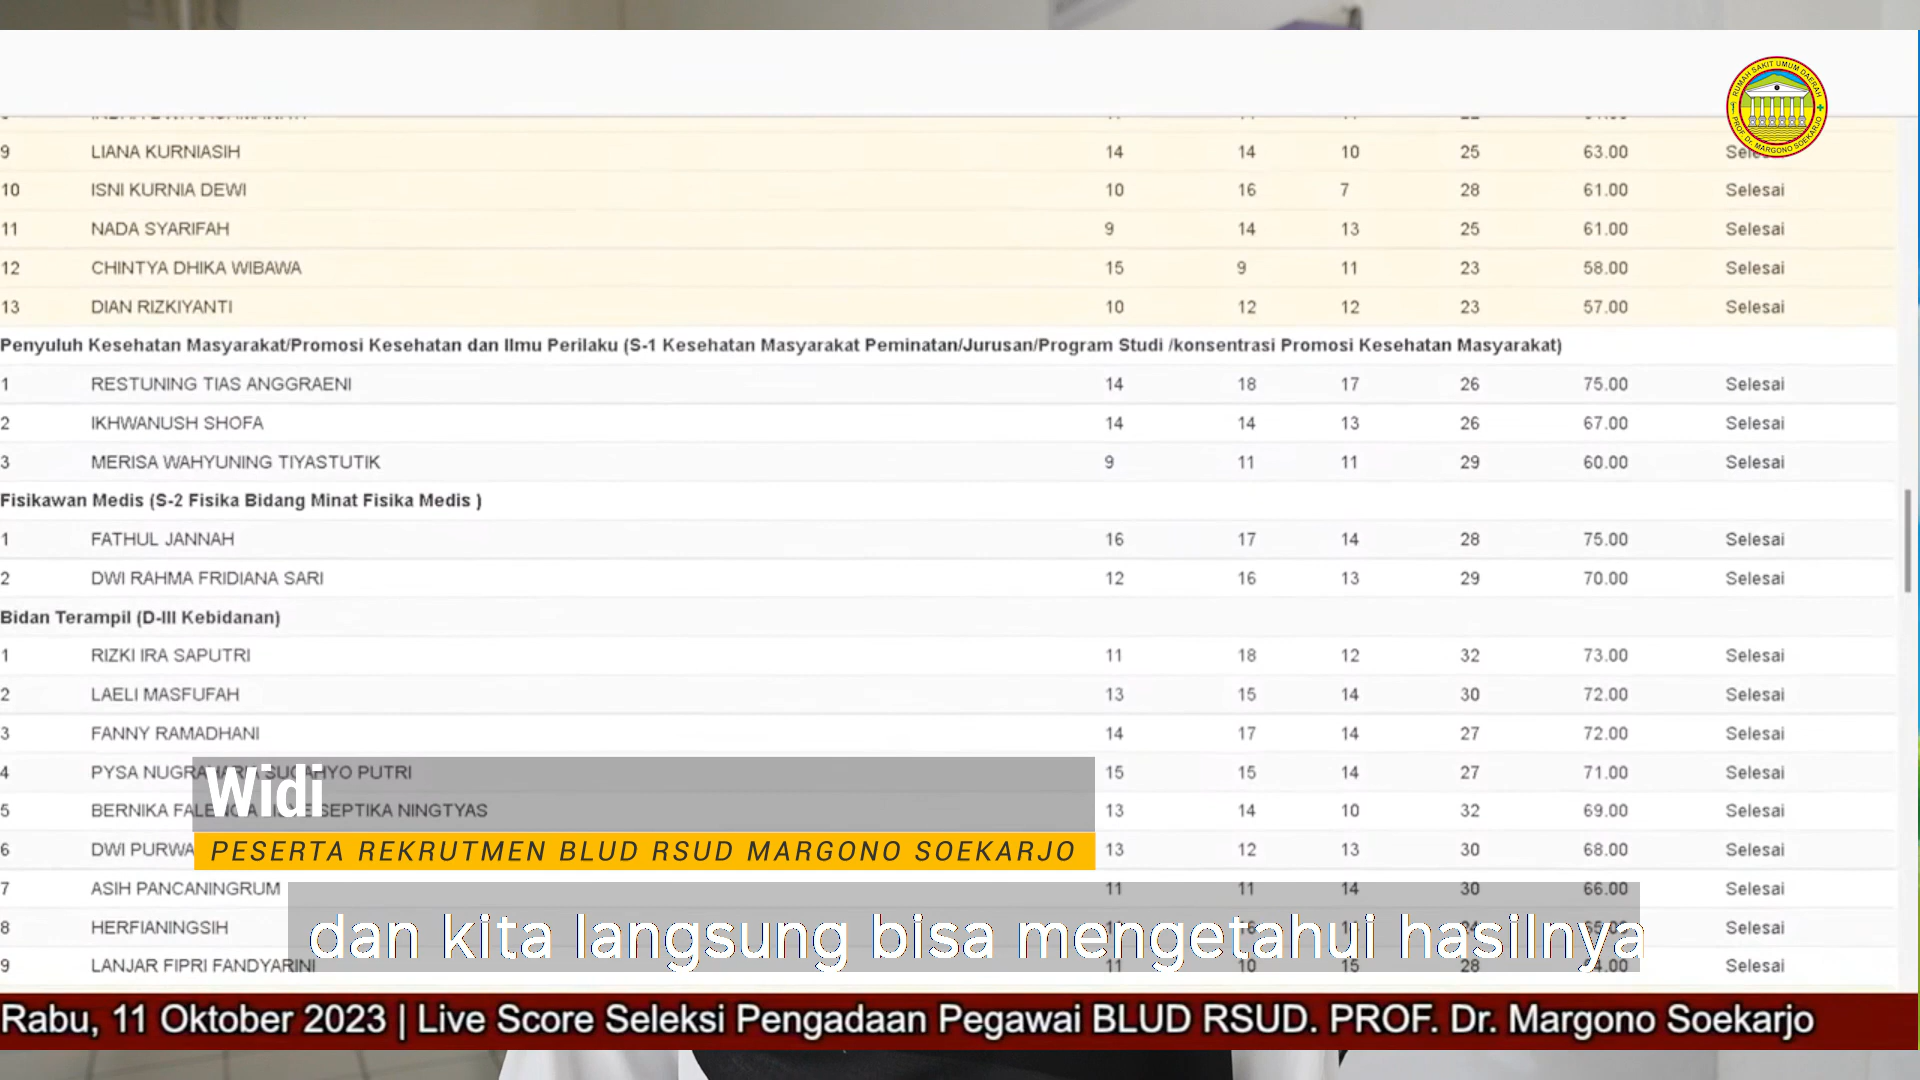 RUMAH SAKIT UMUM DAERAH
PROF. Dr. MARGONO SOEKARJO
9 LIANA KURNIASIH 14 14 10 25 63.00
10 ISNI KURNIA DEWI 10 16 7 28 61.00 Selesai
11 NADA SYARIFAH 9 14 13 25 61.00 Selesai
12 CHINTYA DHIKA WIBAWA 15 9 11 23 58.00 Selesai
13 DIAN RIZKIYANTI 10 12 12 23 57.00 Selesai
Penyuluh Kesehatan Masyarakat/Promosi Kesehatan dan Ilmu Perilaku (S-1 Kesehatan Masyarakat Peminatan/Jurusan/Program Studi /konsentrasi Promosi Kesehatan Masyarakat)
1 RESTUNING TIAS ANGGRAENI 14 18 17 26 75.00 Selesai
2 IKHWANUSH SHOFA 14 14 13 26 67.00 Selesai
3 MERISA WAHYUNING TIYASTUTIK 9 11 11 29 60.00 Selesai
Fisikawan Medis (S-2 Fisika Bidang Minat Fisika Medis )
1 FATHUL JANNAH 16 17 14 28 75.00 Selesai
2 DWI RAHMA FRIDIANA SARI 12 16 13 29 70.00 Selesai
Bidan Terampil (D-III Kebidanan)
1 RIZKI IRA SAPUTRI 11 18 12 32 73.00 Selesai
2 LAELI MASFUFAH 13 15 14 30 72.00 Selesai
3 FANNY RAMADHANI 14 17 14 27 72.00 Selesai
4 PYSA PUTRI 15 15 14 27 71.00 Selesai
5 BERNIKA SEPTIKA NINGTYAS 13 14 10 32 69.00 Selesai
Widi
6 DWI 13 12 13 30 68.00 Selesai
PESERTA REKRUTMEN BLUD RSUD MARGONO SOEKARJO
7 ASIH PANCANINGRUM 11 11 14 30 66.00 Selesai
8 HERFIANINGSIH Selesai
dan kita langsung bisa mengetahui hasilnya
9 LANJAR FIPRI FANDYARINI 11 10 15 28 Selesai
Rabu, 11 Oktober 2023 | Live Score Seleksi Pengadaan Pegawai BLUD RSUD. PROF. Dr. Margono Soekarjo